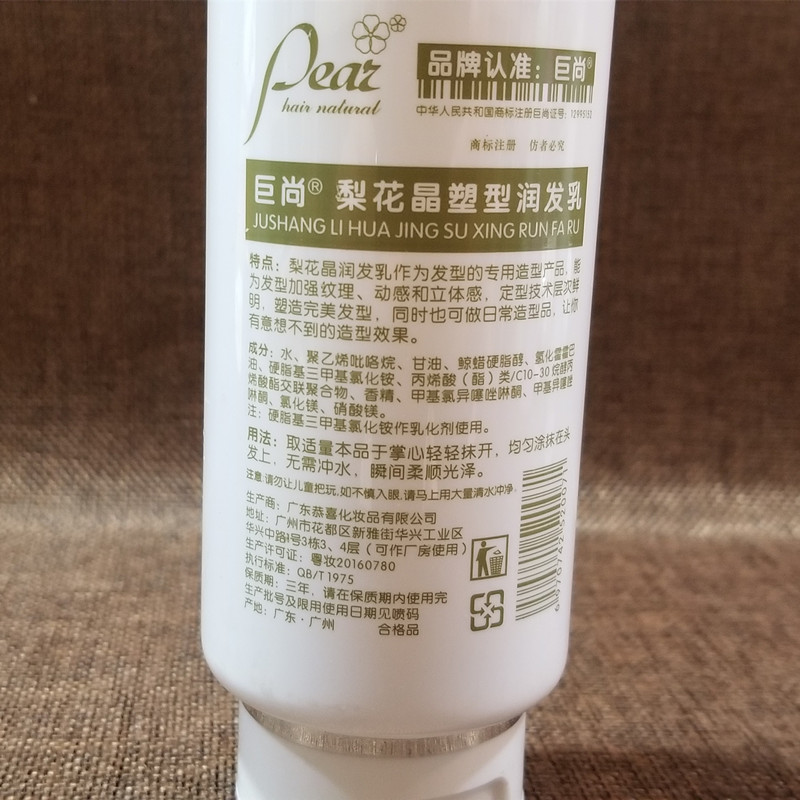 Pear
hair natural
品牌认准：巨尚®
中华人民共和国商标注册巨尚证号：12995152
商标注册 仿者必究
巨尚® 梨花晶塑型润发乳
JUSHANG LI HUA JING SU XING RUN FA RU
特点：梨花晶润发乳作为发型的专用造型产品，能
为发型加强纹理、动感和立体感，定型技术层次鲜
明，塑造完美发型，同时也可做日常造型品，让你
有意想不到的造型效果。
成分：水、聚乙烯吡咯烷、甘油、鲸蜡硬脂醇、氢化霍霍巴
油、硬脂基三甲基氯化铵、丙烯酸（酯）类/C10-30 烷醇丙
烯酸酯交联聚合物、香精、甲基氯异噻唑啉酮、甲基异噻唑
啉酮、氯化镁、硝酸镁。
注：硬脂基三甲基氯化铵作乳化剂使用。
用法：取适量本品于掌心轻轻抹开，均匀涂抹在头
发上，无需冲水，瞬间柔顺光泽。
注意:请勿让儿童把玩,如不慎入眼,请马上用大量清水冲净。
生产商：广东恭喜化妆品有限公司
地址：广州市花都区新雅街华兴工业区
华兴中路1号3栋3、4层（可作厂房使用）
生产许可证：粤妆20160780
执行标准：QB/T1975
保质期：三年，请在保质期内使用完
生产批号及限用使用日期见喷码
产地：广东·广州 合格品